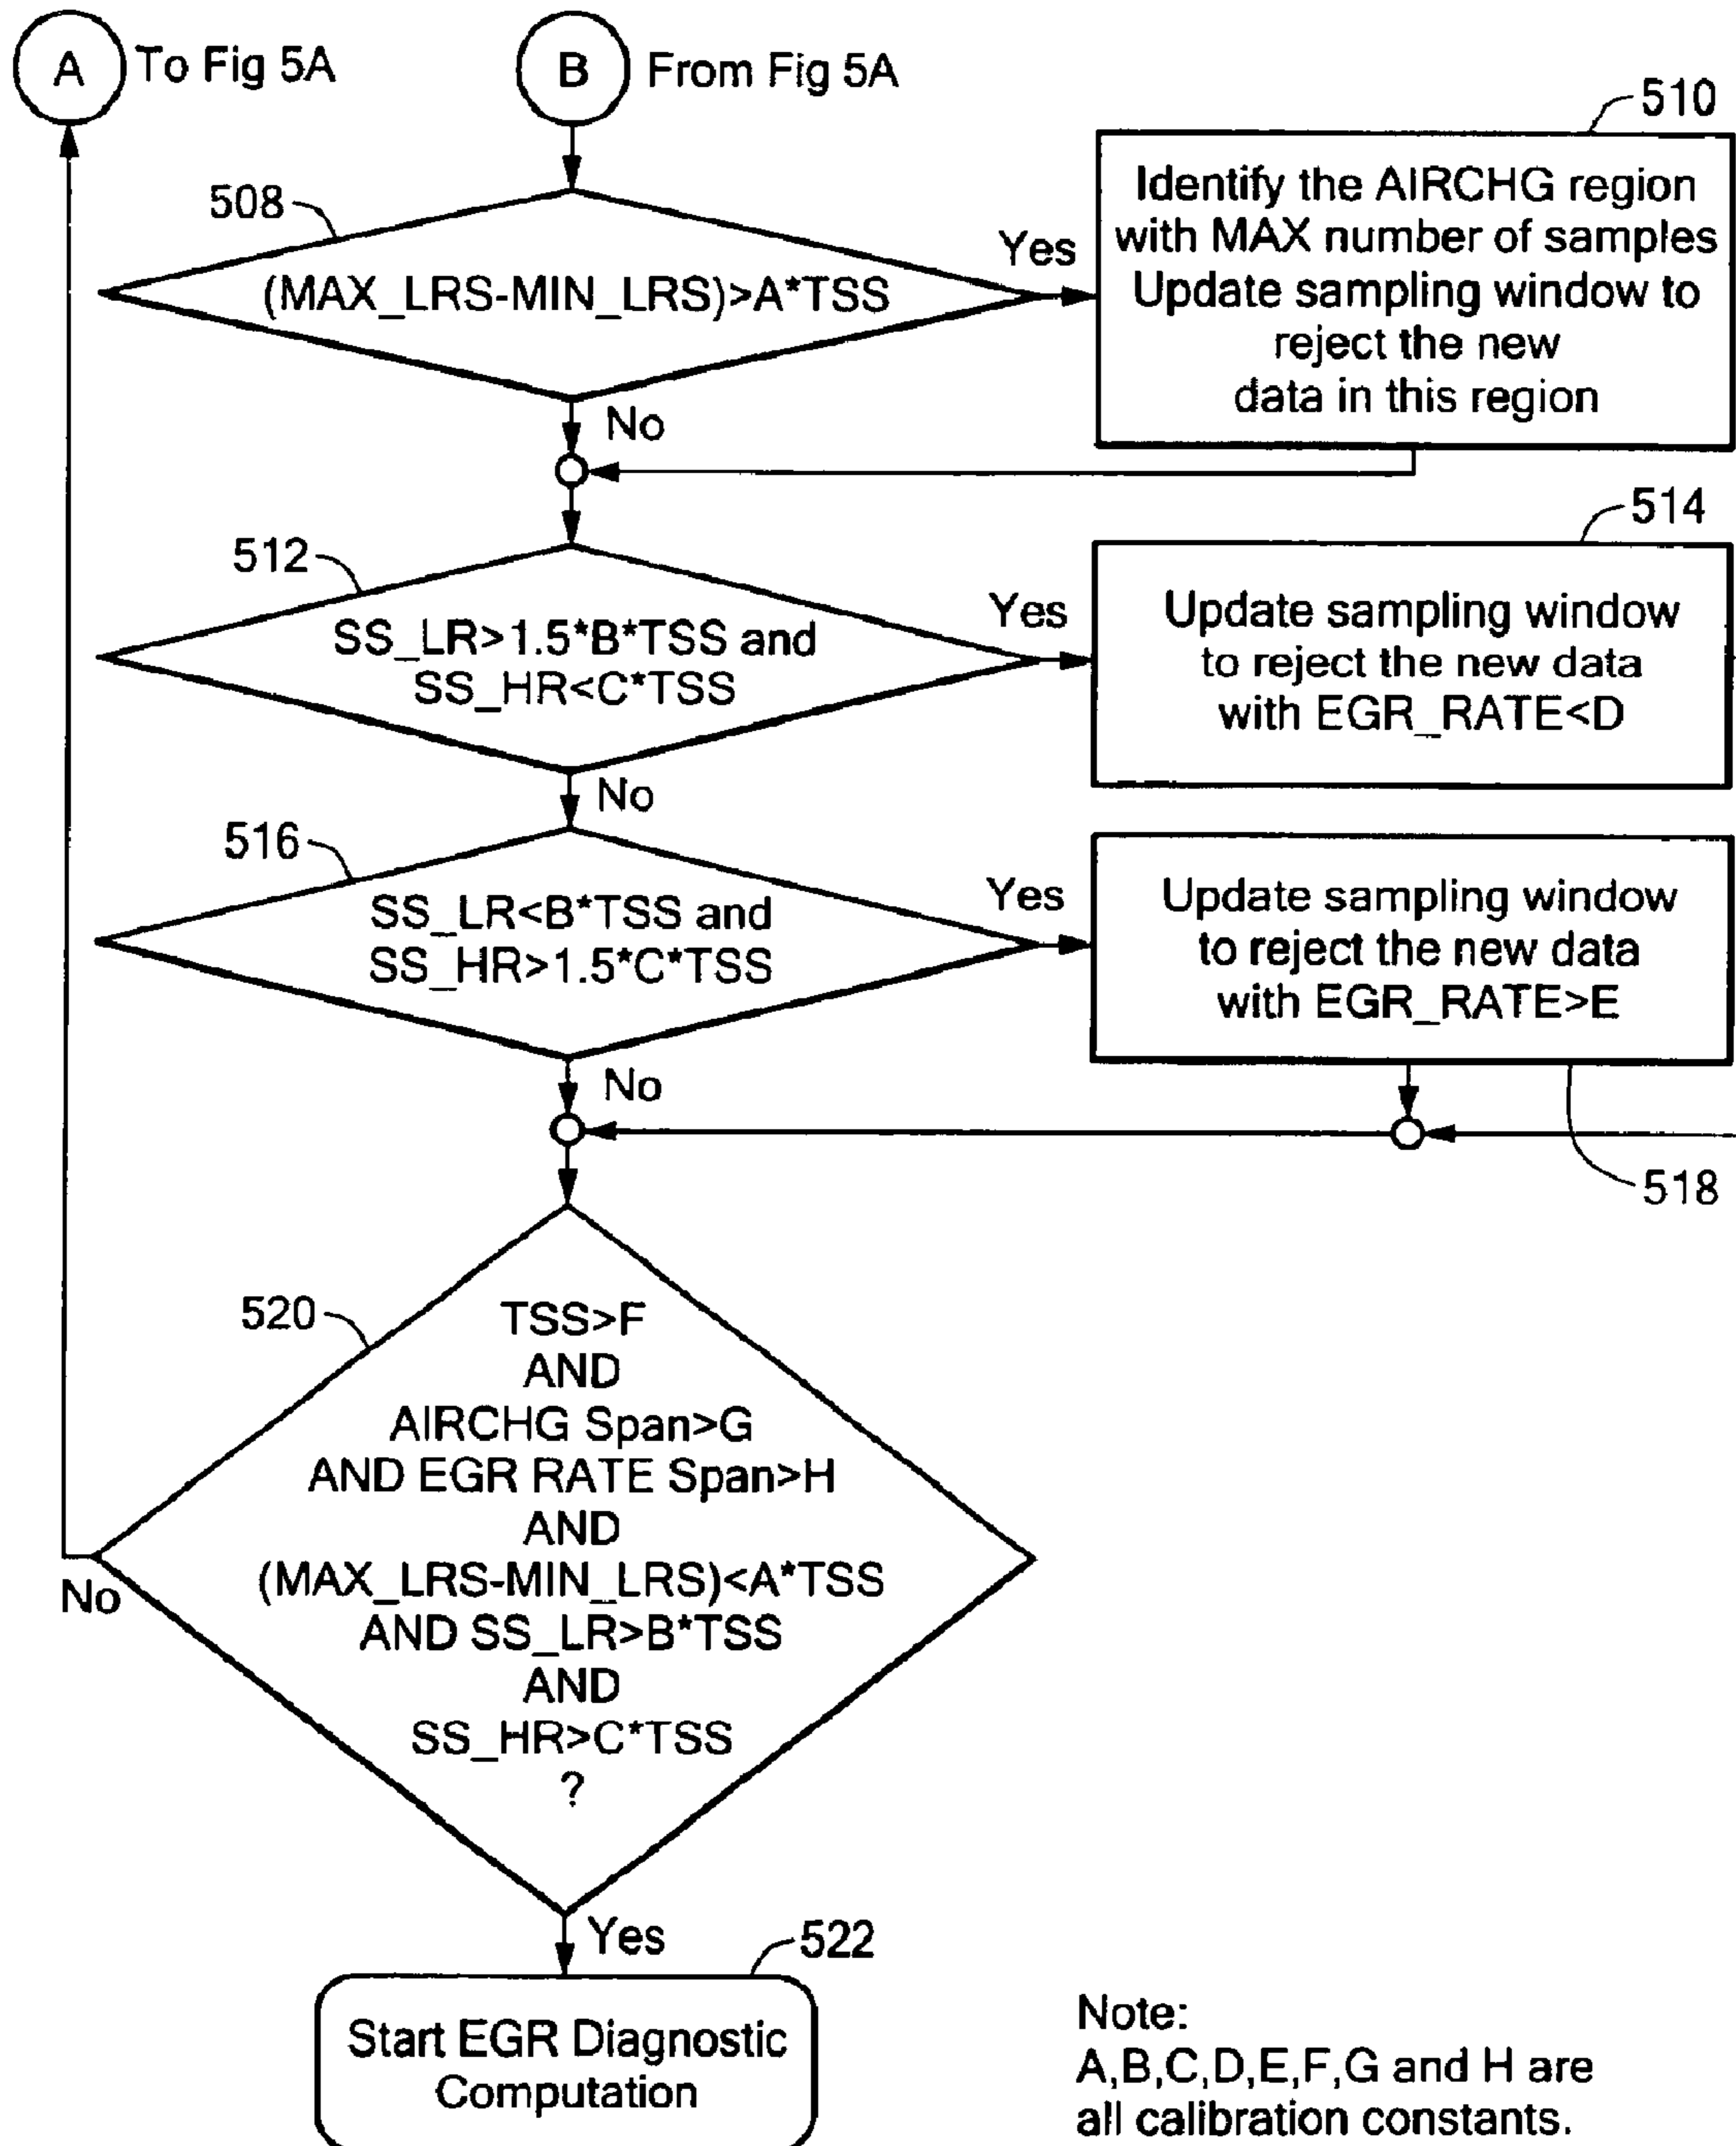 A To Fig 5A
B From Fig 5A
508
(MAX_LRS-MIN_LRS)>A*TSS
Yes
No
510
Identify the AIRCHG region
with MAX number of samples
Update sampling window to
reject the new
data in this region
512
SS_LR>1.5*B*TSS and
SS_HR<C*TSS
Yes
No
514
Update sampling window
to reject the new data
with EGR_RATE<D
516
SS_LR<B*TSS and
SS_HR>1.5*C*TSS
Yes
No
Update sampling window
to reject the new data
with EGR_RATE>E
518
520
TSS>F
AND
AIRCHG Span>G
AND EGR RATE Span>H
AND
(MAX_LRS-MIN_LRS)<A*TSS
AND SS_LR>B*TSS
AND
SS_HR>C*TSS
?
No
Yes
522
Start EGR Diagnostic
Computation
Note:
A,B,C,D,E,F,G and H are
all calibration constants.